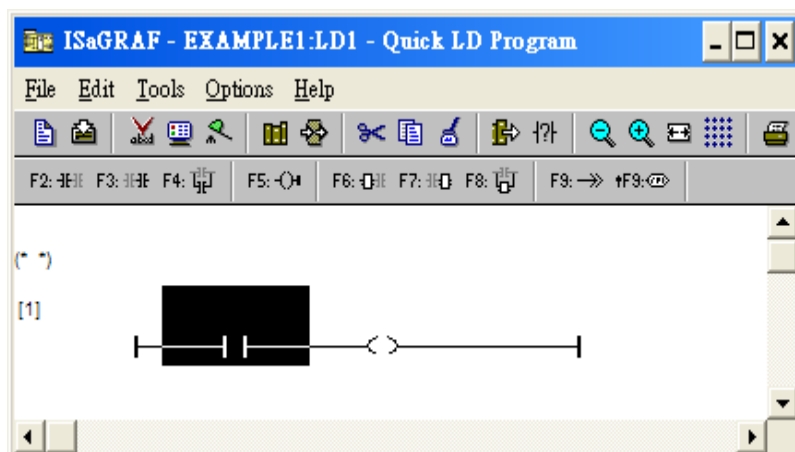 ISaGRAF - EXAMPLE1:LD1 - Quick LD Program
File Edit Tools Options Help
abd
?
F2: F3: F4: F5: F6: F7: F8: F9: F9:
(* *)
[1]